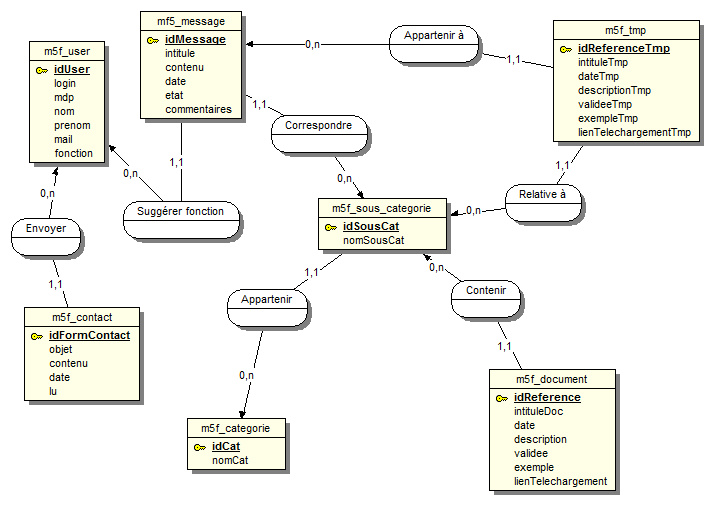 m5f_user
idUser
login
mdp
nom
prenom
mail
fonction
mf5_message
idMessage
intitule
contenu
date
etat
commentaires
Appartenir à
0,n
1,1
m5f_tmp
idReferenceTmp
intituleTmp
dateTmp
descriptionTmp
valideeTmp
exempleTmp
lienTelechargementTmp
1,1
Correspondre
0,n
1,1
0,n
Suggérer fonction
1,1
Relative à
0,n
0,n
Envoyer
1,1
m5f_sous_categorie
idSousCat
nomSousCat
1,1
Appartenir
0,n
0,n
Contenir
1,1
m5f_contact
idFormContact
objet
contenu
date
lu
m5f_categorie
idCat
nomCat
m5f_document
idReference
intituleDoc
date
description
validee
exemple
lienTelechargement